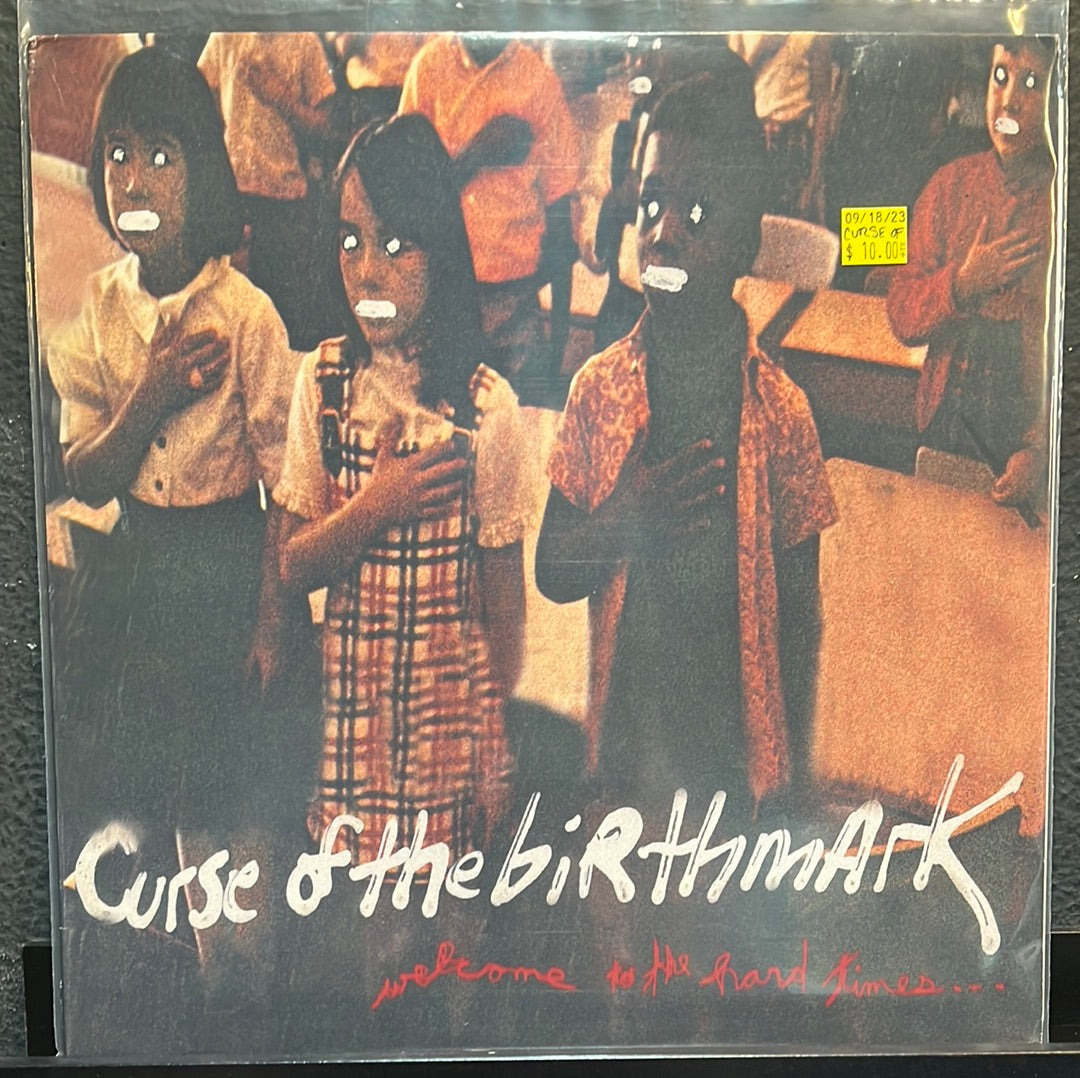 09/18/23
CURSE OF
$ 10.00
Curse of the biRthmArK
welcome to the hard times...